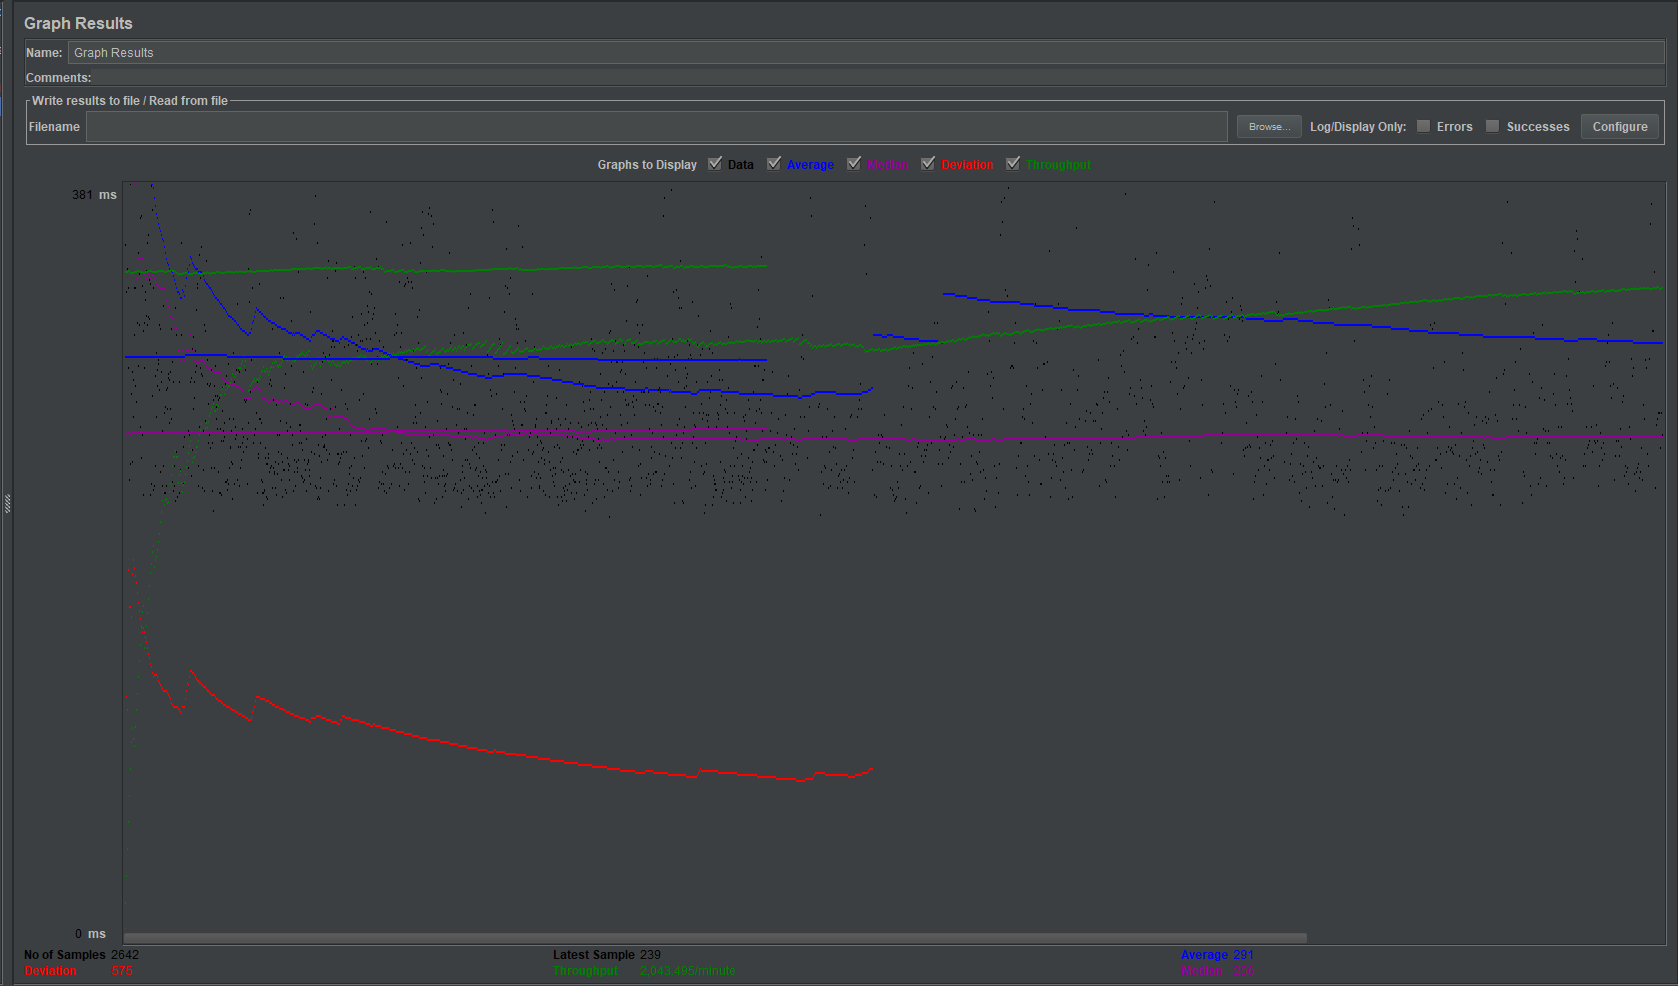 Graph Results
Name: Graph Results
Comments:
Write results to file / Read from file
Filename Browse... Log/Display Only: Errors Successes Configure
Graphs to Display Data Average Median Deviation Throughput
381 ms
0 ms
No of Samples 2642 Latest Sample 239 Average 291
Deviation 575 Throughput 2,043.495/minute Median